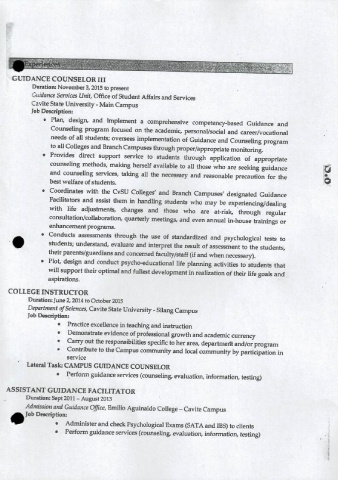 Experiences
GUIDANCE COUNSELOR III
Duration: November 3, 2015 to present
Guidance Services Unit, Office of Student Affairs and Services
Cavite State University - Main Campus
Job Description:
• Plan, design, and implement a comprehensive competency-based Guidance and
Counseling program focused on the academic, personal/social and career/vocational
needs of all students; oversees implementation of Guidance and Counseling program
to all Colleges and Branch Campuses through proper/appropriate monitoring.
• Provides direct support service to students through application of appropriate
counseling methods, making herself available to all those who are seeking guidance
and counseling services, taking all the necessary and reasonable precaution for the
best welfare of students.
• Coordinates with the CvSU Colleges' and Branch Campuses' designated Guidance
Facilitators and assist them in handling students who may be experiencing/dealing
with life adjustments, changes and those who are at-risk, through regular
consultation/collaboration, quarterly meetings, and even annual in-house trainings or
enhancement programs.
• Conducts assessments through the use of standardized and psychological tests to
students; understand, evaluate and interpret the result of assessment to the students,
their parents/guardians and concerned faculty/staff (if and when necessary).
• Plot, design and conduct psycho-educational life planning activities to students that
will support their optimal and fullest development in realization of their life goals and
aspirations.
COLLEGE INSTRUCTOR
Duration: June 2, 2014 to October 2015
Department of Sciences, Cavite State University - Silang Campus
Job Description:
• Practice excellence in teaching and instruction
• Demonstrate evidence of professional growth and academic currency
• Carry out the responsibilities specific to her area, department and/or program
• Contribute to the Campus community and local community by participation in
service
Lateral Task: CAMPUS GUIDANCE COUNSELOR
• Perform guidance services (counseling, evaluation, information, testing)
ASSISTANT GUIDANCE FACILITATOR
Duration: Sept 2011 – August 2013
Admission and Guidance Office, Emilio Aguinaldo College – Cavite Campus
Job Description:
• Administer and check Psychological Exams (SATA and IBS) to clients
• Perform guidance services (counseling, evaluation, information, testing)